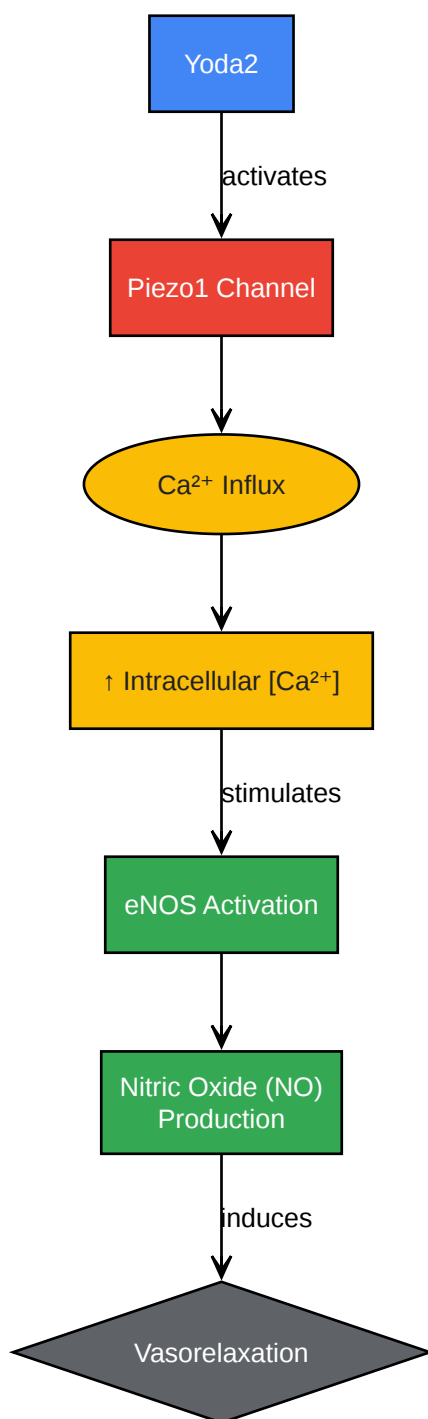 Yoda2
activates
Piezo1 Channel
Ca²⁺ Influx
↑ Intracellular [Ca²⁺]
stimulates
eNOS Activation
Nitric Oxide (NO)
Production
induces
Vasorelaxation